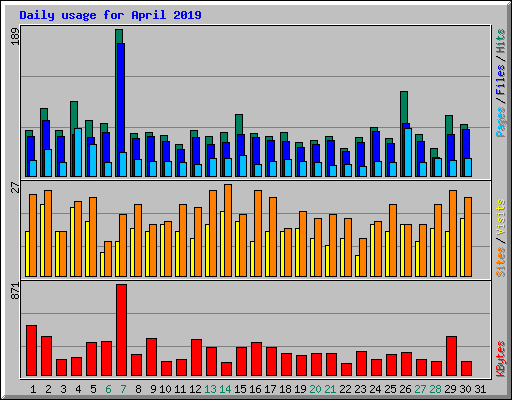 Daily usage for April 2019
189
Pages / Files / Hits
27
Sites / Visits
871
KBytes
1 2 3 4 5 6 7 8 9 10 11 12 13 14 15 16 17 18 19 20 21 22 23 24 25 26 27 28 29 30 31